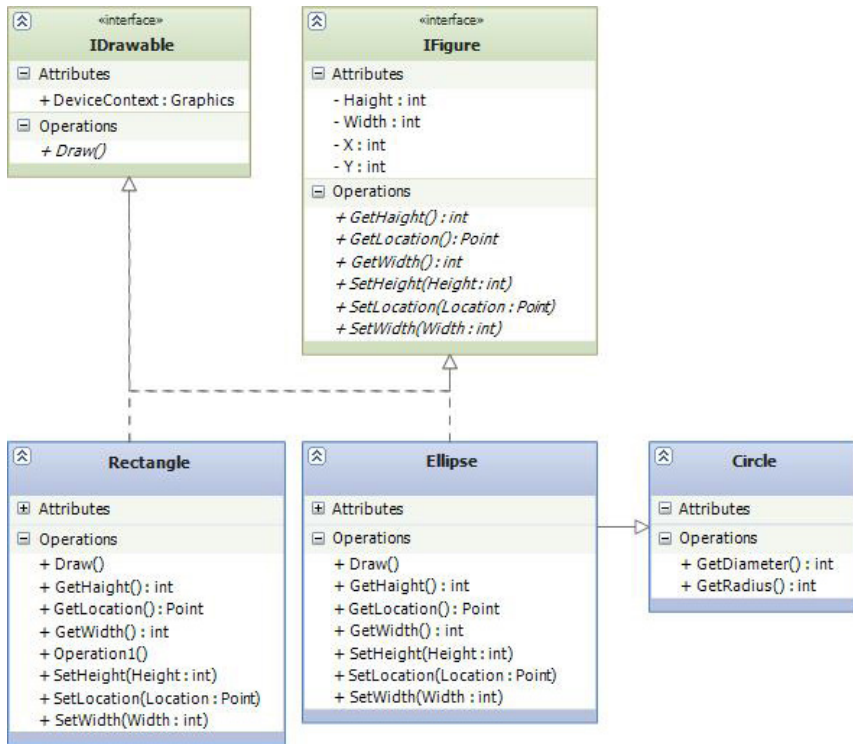 «interface»
IDrawable
Attributes
+ DeviceContext : Graphics
Operations
+ Draw()
«interface»
IFigure
Attributes
- Height : int
- Width : int
- X : int
- Y : int
Operations
+ GetHaight() : int
+ GetLocation() : Point
+ GetWidth() : int
+ SetHeight(Height : int)
+ SetLocation(Location : Point)
+ SetWidth(Width : int)
Rectangle
Attributes
Operations
+ Draw()
+ GetHaight() : int
+ GetLocation() : Point
+ GetWidth() : int
+ Operation1()
+ SetHeight(Height : int)
+ SetLocation(Location : Point)
+ SetWidth(Width : int)
Ellipse
Attributes
Operations
+ Draw()
+ GetHaight() : int
+ GetLocation() : Point
+ GetWidth() : int
+ SetHeight(Height : int)
+ SetLocation(Location : Point)
+ SetWidth(Width : int)
Circle
Attributes
Operations
+ GetDiameter() : int
+ GetRadius() : int